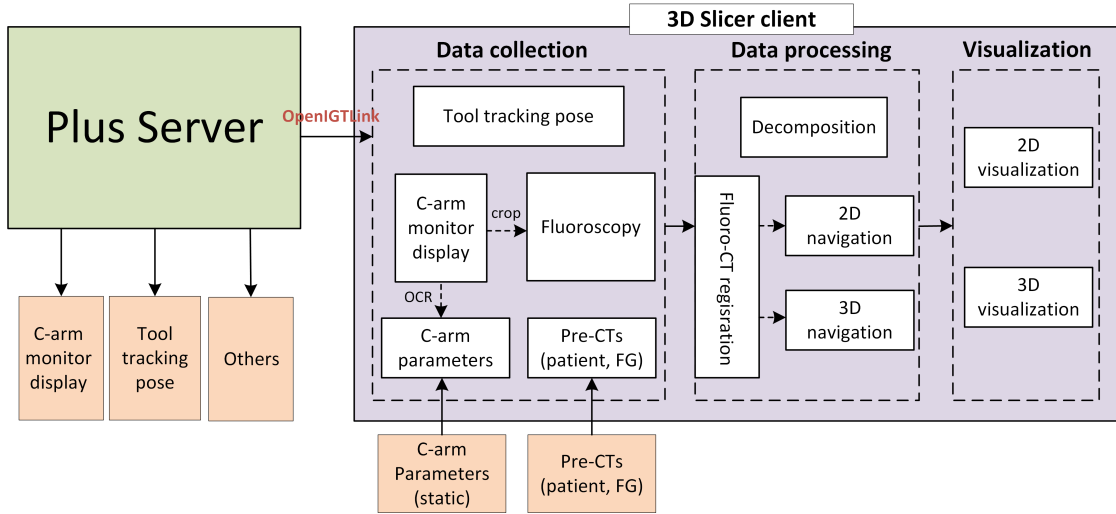 3D Slicer client
Data collection
Data processing
Visualization
Plus Server
OpenIGTLink
Tool tracking pose
C-arm
monitor
display
crop
Fluoroscopy
OCR
C-arm
parameters
Pre-CTs
(patient, FG)
Decomposition
Fluoro-CT regisration
2D
navigation
3D
navigation
2D
visualization
3D
visualization
C-arm
monitor
display
Tool
tracking
pose
Others
C-arm
Parameters
(static)
Pre-CTs
(patient, FG)